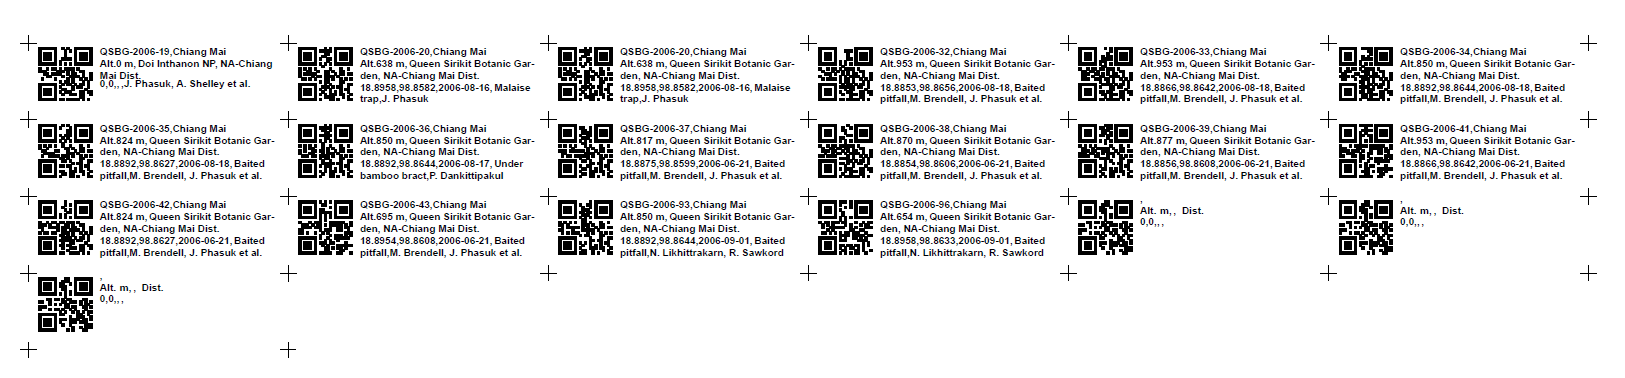 QSBG-2006-19,Chiang Mai
Alt.0 m, Doi Inthanon NP, NA-Chiang
Mai Dist.
0,0,,,J. Phasuk, A. Shelley et al.
QSBG-2006-20,Chiang Mai
Alt.638 m, Queen Sirikit Botanic Gar-
den, NA-Chiang Mai Dist.
18.8958,98.8582,2006-08-16, Malaise
trap,J. Phasuk
QSBG-2006-20,Chiang Mai
Alt.638 m, Queen Sirikit Botanic Gar-
den, NA-Chiang Mai Dist.
18.8958,98.8582,2006-08-16, Malaise
trap,J. Phasuk
QSBG-2006-32,Chiang Mai
Alt.953 m, Queen Sirikit Botanic Gar-
den, NA-Chiang Mai Dist.
18.8853,98.8656,2006-08-18, Baited
pitfall,M. Brendell, J. Phasuk et al.
QSBG-2006-33,Chiang Mai
Alt.953 m, Queen Sirikit Botanic Gar-
den, NA-Chiang Mai Dist.
18.8866,98.8642,2006-08-18, Baited
pitfall,M. Brendell, J. Phasuk et al.
QSBG-2006-34,Chiang Mai
Alt.850 m, Queen Sirikit Botanic Gar-
den, NA-Chiang Mai Dist.
18.8892,98.8644,2006-08-18, Baited
pitfall,M. Brendell, J. Phasuk et al.
QSBG-2006-35,Chiang Mai
Alt.824 m, Queen Sirikit Botanic Gar-
den, NA-Chiang Mai Dist.
18.8892,98.8627,2006-08-18, Baited
pitfall,M. Brendell, J. Phasuk et al.
QSBG-2006-36,Chiang Mai
Alt.850 m, Queen Sirikit Botanic Gar-
den, NA-Chiang Mai Dist.
18.8892,98.8644,2006-08-17, Under
bamboo bract,P. Dankittipakul
QSBG-2006-37,Chiang Mai
Alt.817 m, Queen Sirikit Botanic Gar-
den, NA-Chiang Mai Dist.
18.8875,98.8599,2006-06-21, Baited
pitfall,M. Brendell, J. Phasuk et al.
QSBG-2006-38,Chiang Mai
Alt.870 m, Queen Sirikit Botanic Gar-
den, NA-Chiang Mai Dist.
18.8854,98.8606,2006-06-21, Baited
pitfall,M. Brendell, J. Phasuk et al.
QSBG-2006-39,Chiang Mai
Alt.877 m, Queen Sirikit Botanic Gar-
den, NA-Chiang Mai Dist.
18.8856,98.8608,2006-06-21, Baited
pitfall,M. Brendell, J. Phasuk et al.
QSBG-2006-41,Chiang Mai
Alt.953 m, Queen Sirikit Botanic Gar-
den, NA-Chiang Mai Dist.
18.8866,98.8642,2006-06-21, Baited
pitfall,M. Brendell, J. Phasuk et al.
QSBG-2006-42,Chiang Mai
Alt.824 m, Queen Sirikit Botanic Gar-
den, NA-Chiang Mai Dist.
18.8892,98.8627,2006-06-21, Baited
pitfall,M. Brendell, J. Phasuk et al.
QSBG-2006-43,Chiang Mai
Alt.695 m, Queen Sirikit Botanic Gar-
den, NA-Chiang Mai Dist.
18.8954,98.8608,2006-06-21, Baited
pitfall,M. Brendell, J. Phasuk et al.
QSBG-2006-93,Chiang Mai
Alt.850 m, Queen Sirikit Botanic Gar-
den, NA-Chiang Mai Dist.
18.8892,98.8644,2006-09-01, Baited
pitfall,N. Likhittrakarn, R. Sawkord
QSBG-2006-96,Chiang Mai
Alt.654 m, Queen Sirikit Botanic Gar-
den, NA-Chiang Mai Dist.
18.8958,98.8633,2006-09-01, Baited
pitfall,N. Likhittrakarn, R. Sawkord
,
Alt. m, ,  Dist.
0,0,, ,
,
Alt. m, ,  Dist.
0,0,, ,
,
Alt. m, ,  Dist.
0,0,, ,